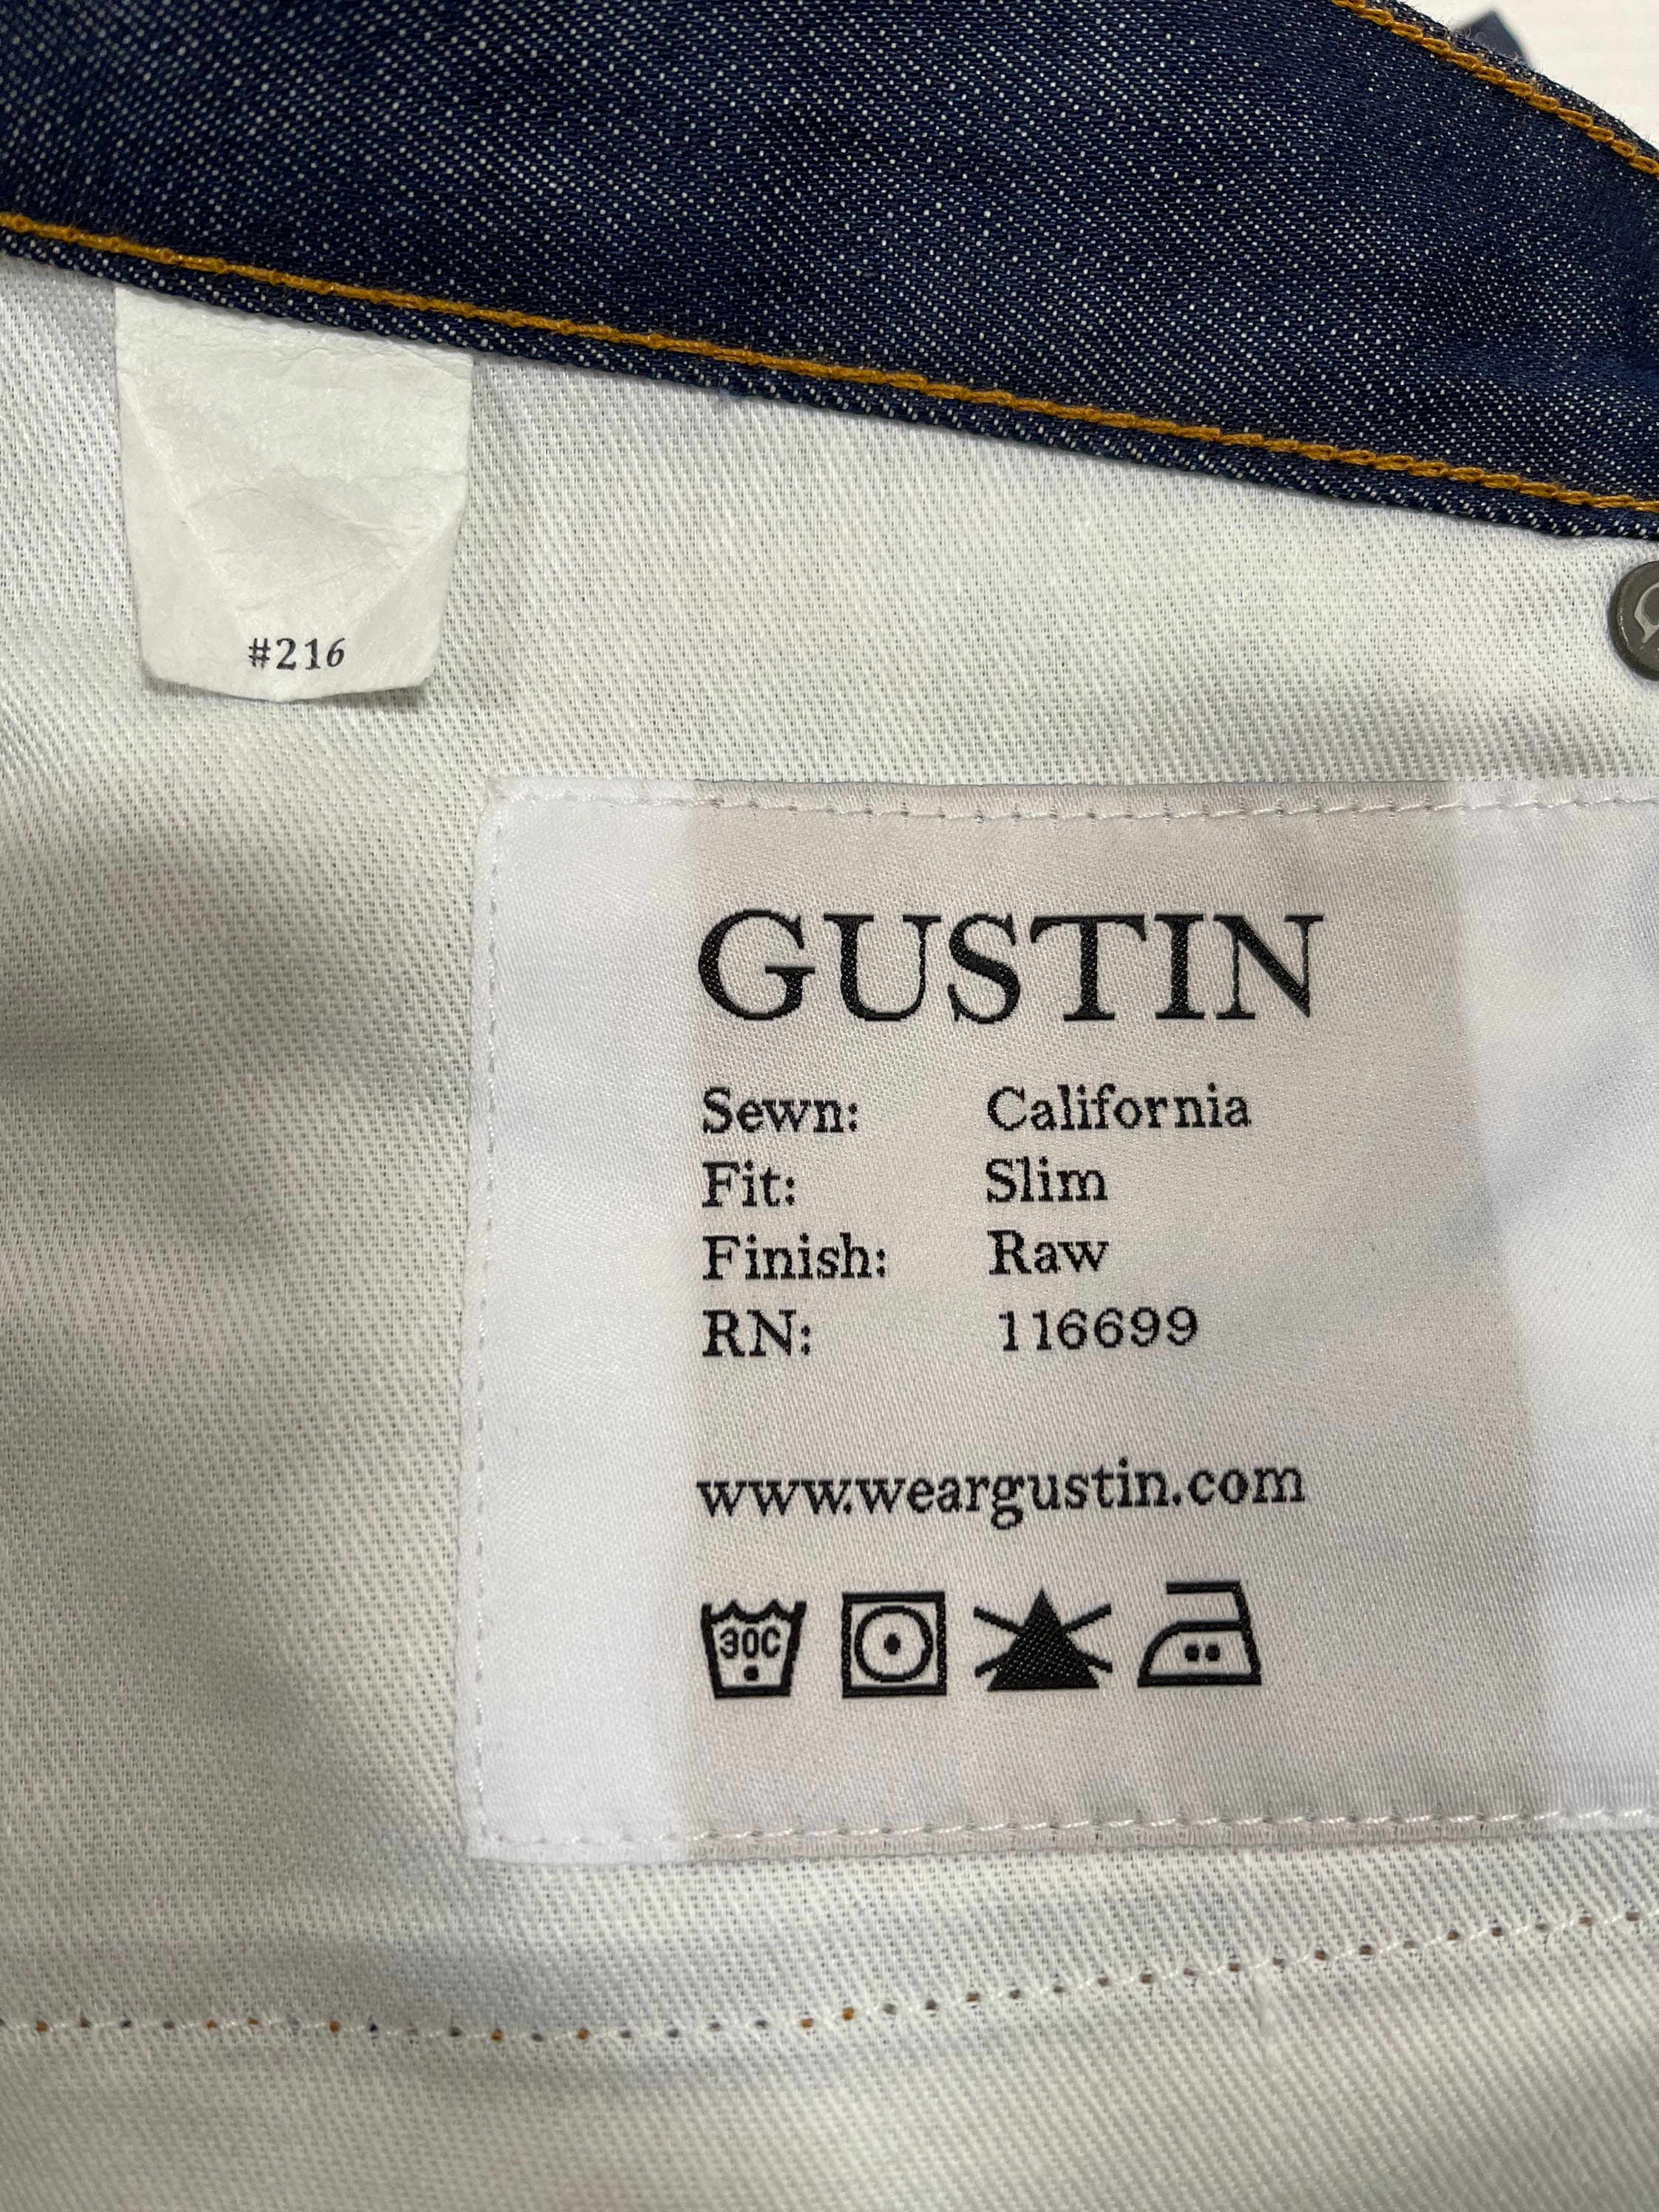 #216
GUSTIN
Sewn: California
Fit: Slim
Finish: Raw
RN: 116699
www.weargustin.com
30C